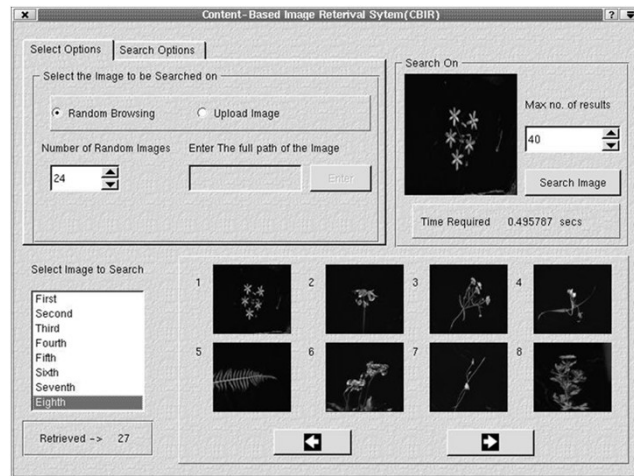 Content-Based Image Reterival Sytem(CBIR)
Select Options Search Options
Select the Image to be Searched on
Random Browsing Upload Image
Number of Random Images Enter The full path of the Image
24 Enter
Search On
Max no. of results
40
Search Image
Time Required 0.495787 secs
Select Image to Search
First
Second
Third
Fourth
Fifth
Sixth
Seventh
Eighth
Retrieved -> 27
1 2 3 4
5 6 7 8